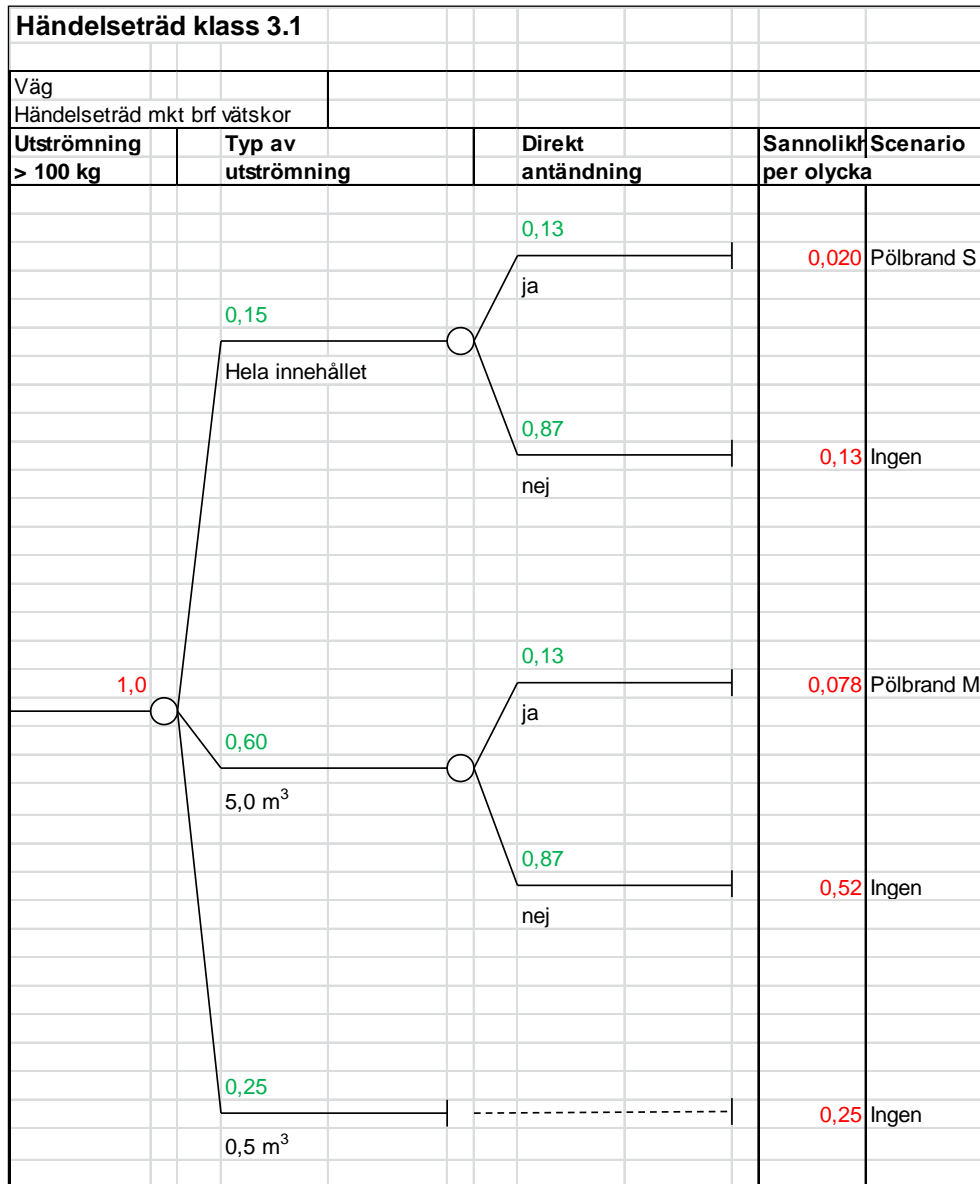 Händelseträd klass 3.1
Väg
Händelseträd mkt brf vätskor
Utströmning Typ av Direkt Sannolikh Scenario
> 100 kg utströmning antändning per olycka
0,13
0,020 Pölbrand S
ja
0,15
Hela innehållet
0,87
0,13 Ingen
nej
0,13
1,0 0,078 Pölbrand M
ja
0,60
5,0 m³
0,87
0,52 Ingen
nej
0,25
0,25 Ingen
0,5 m³